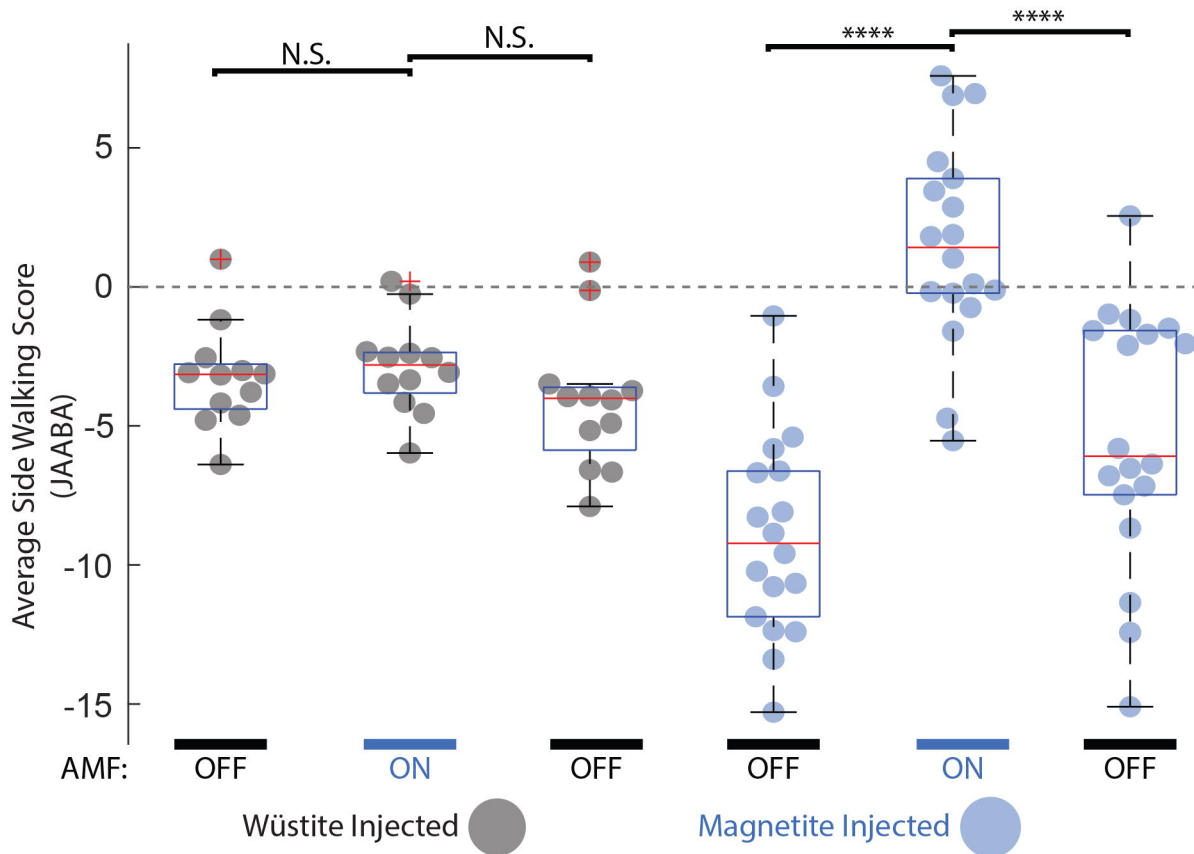 N.S.
N.S.
****
****
Average Side Walking Score
(JAABA)
5
0
-5
-10
-15
AMF:
OFF
ON
OFF
OFF
ON
OFF
Wüstite Injected
Magnetite Injected